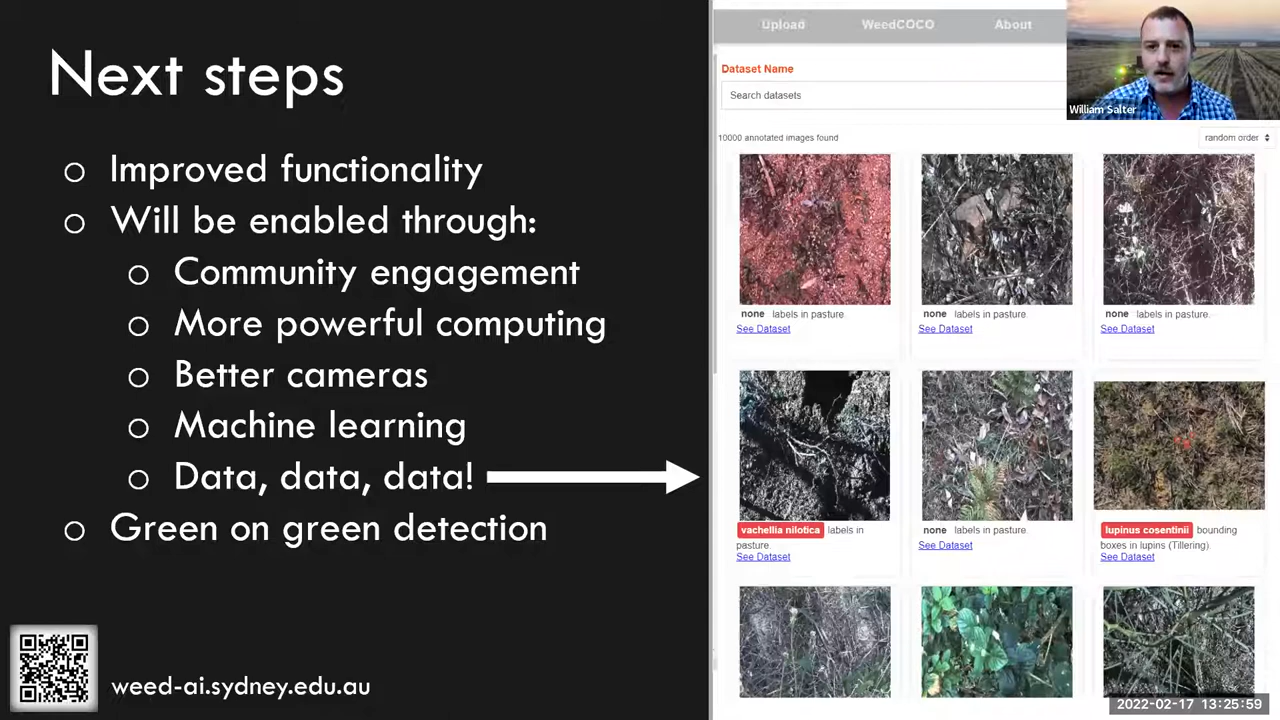 Next steps
o Improved functionality
o Will be enabled through:
o Community engagement
o More powerful computing
o Better cameras
o Machine learning
o Data, data, data!
o Green on green detection
weed-ai.sydney.edu.au
Upload WeedCOCO About
Dataset Name
Search datasets
William Salter
10000 annotated images found
random order
none labels in pasture.
See Dataset
none labels in pasture.
See Dataset
none labels in pasture.
See Dataset
vachellia nilotica labels in
pasture.
See Dataset
none labels in pasture.
See Dataset
lupinus cosentinii bounding
boxes in lupins (Tillering).
See Dataset
2022-02-17 13:25:59